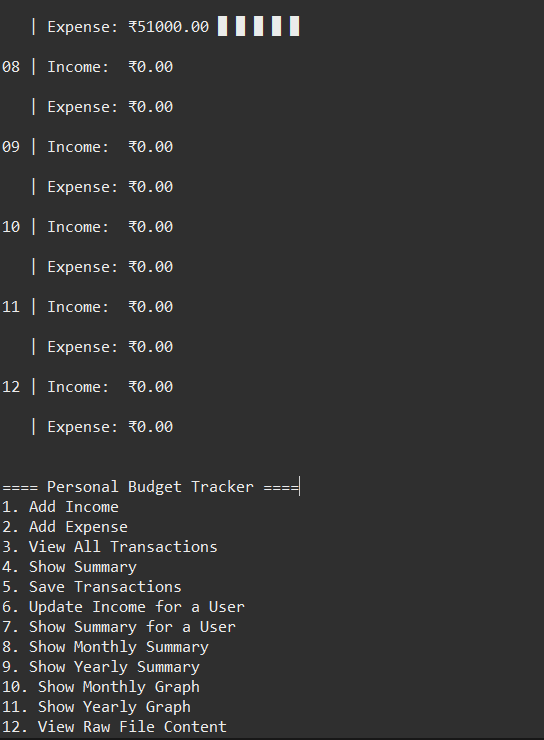 | Expense: ₹51000.00 █ █ █ █ █
08 | Income:  ₹0.00
| Expense: ₹0.00
09 | Income:  ₹0.00
| Expense: ₹0.00
10 | Income:  ₹0.00
| Expense: ₹0.00
11 | Income:  ₹0.00
| Expense: ₹0.00
12 | Income:  ₹0.00
| Expense: ₹0.00
==== Personal Budget Tracker ====
1. Add Income
2. Add Expense
3. View All Transactions
4. Show Summary
5. Save Transactions
6. Update Income for a User
7. Show Summary for a User
8. Show Monthly Summary
9. Show Yearly Summary
10. Show Monthly Graph
11. Show Yearly Graph
12. View Raw File Content